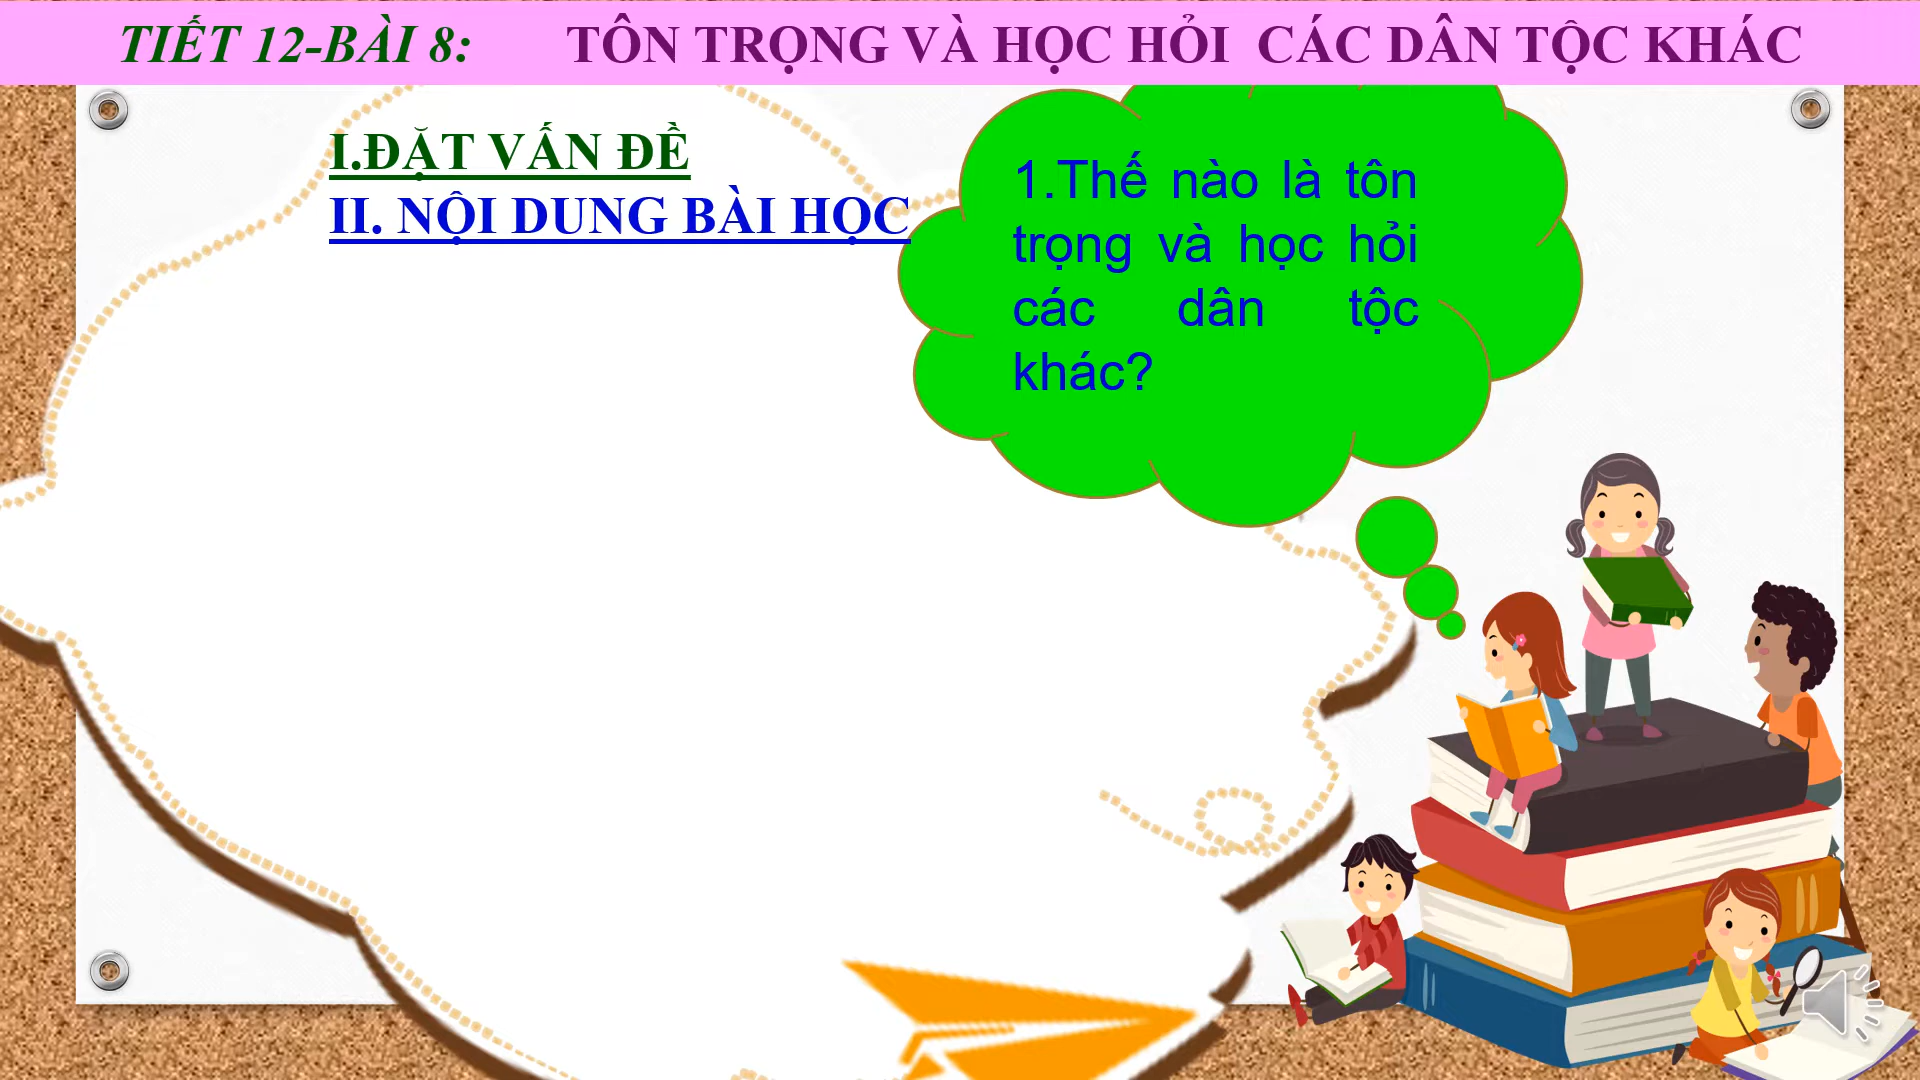 TIẾT 12-BÀI 8: TÔN TRỌNG VÀ HỌC HỎI CÁC DÂN TỘC KHÁC
I.ĐẶT VẤN ĐỀ
II. NỘI DUNG BÀI HỌC
1.Thế nào là tôn
trọng và học hỏi
các dân tộc
khác?